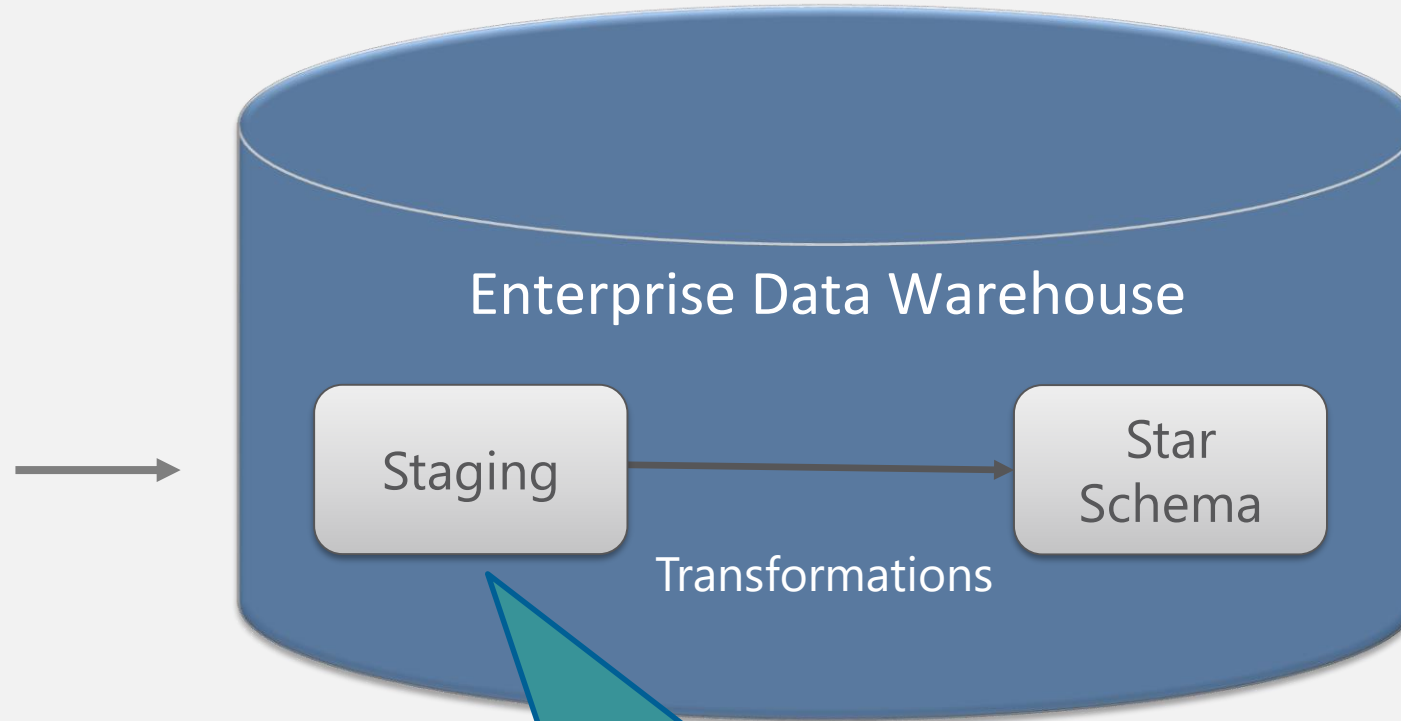 Enterprise Data Warehouse
Staging
Star
Schema
Transformations